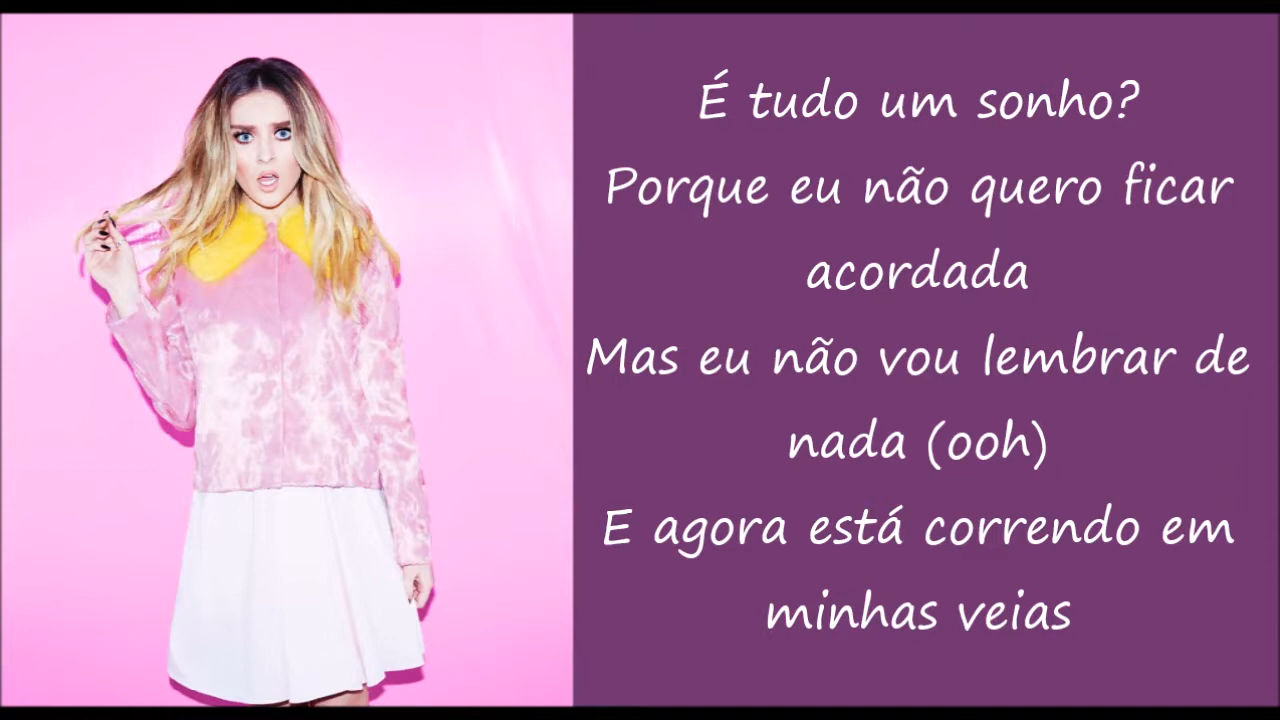 É tudo um sonho?
Porque eu não quero ficar
acordada
Mas eu não vou lembrar de
nada (ooh)
E agora está correndo em
minhas veias